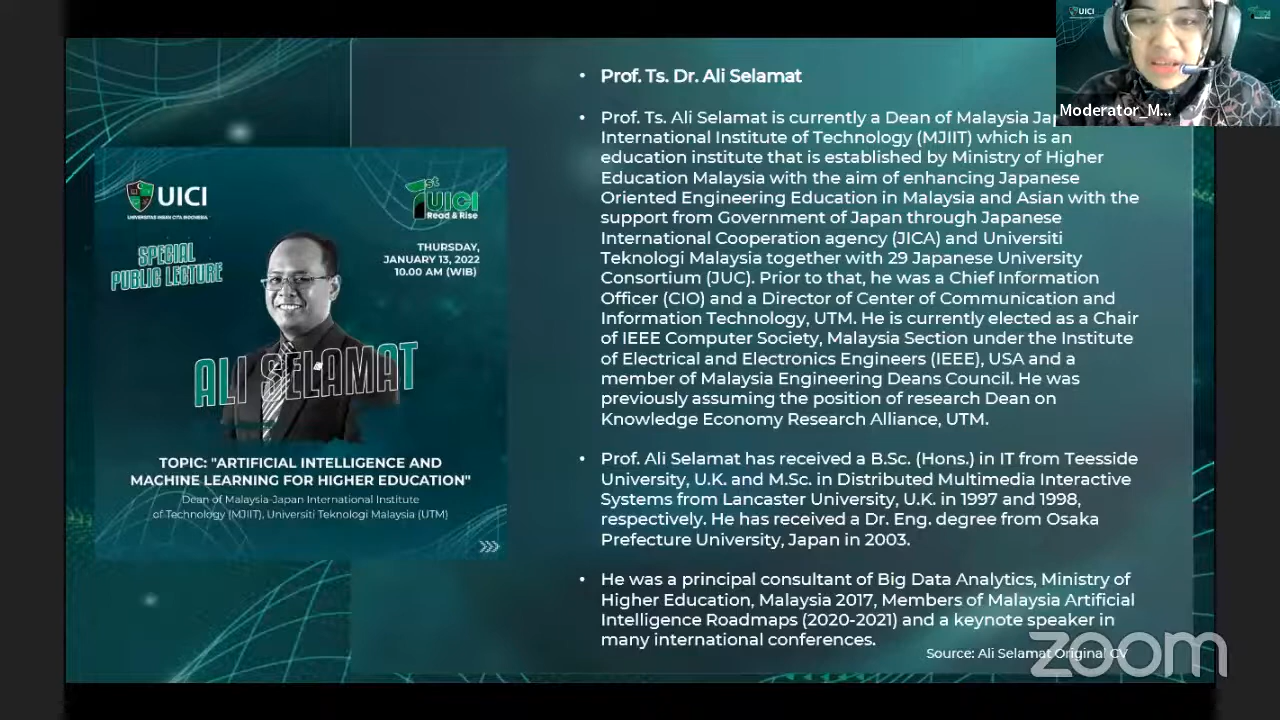 UICI
UNIVERSITAS INSAN CITA INDONESIA
1st
UICI
Read & Rise
THURSDAY,
JANUARY 13, 2022
10.00 AM (WIB)
SPECIAL
PUBLIC LECTURE
ALI SELAMAT
TOPIC: "ARTIFICIAL INTELLIGENCE AND
MACHINE LEARNING FOR HIGHER EDUCATION"
Dean of Malaysia-Japan International Institute
of Technology (MJIIT), Universiti Teknologi Malaysia (UTM)
• Prof. Ts. Dr. Ali Selamat
• Prof. Ts. Ali Selamat is currently a Dean of Malaysia
International Institute of Technology (MJIIT) which is an
education institute that is established by Ministry of Higher
Education Malaysia with the aim of enhancing Japanese
Oriented Engineering Education in Malaysia and Asian with the
support from Government of Japan through Japanese
International Cooperation agency (JICA) and Universiti
Teknologi Malaysia together with 29 Japanese University
Consortium (JUC). Prior to that, he was a Chief Information
Officer (CIO) and a Director of Center of Communication and
Information Technology, UTM. He is currently elected as a Chair
of IEEE Computer Society, Malaysia Section under the Institute
of Electrical and Electronics Engineers (IEEE), USA and a
member of Malaysia Engineering Deans Council. He was
previously assuming the position of research Dean on
Knowledge Economy Research Alliance, UTM.
• Prof. Ali Selamat has received a B.Sc. (Hons.) in IT from Teesside
University, U.K. and M.Sc. in Distributed Multimedia Interactive
Systems from Lancaster University, U.K. in 1997 and 1998,
respectively. He has received a Dr. Eng. degree from Osaka
Prefecture University, Japan in 2003.
• He was a principal consultant of Big Data Analytics, Ministry of
Higher Education, Malaysia 2017, Members of Malaysia Artificial
Intelligence Roadmaps (2020-2021) and a keynote speaker in
many international conferences.
Source: Ali Selamat Original CV
UICI
Moderator_M...
zoom